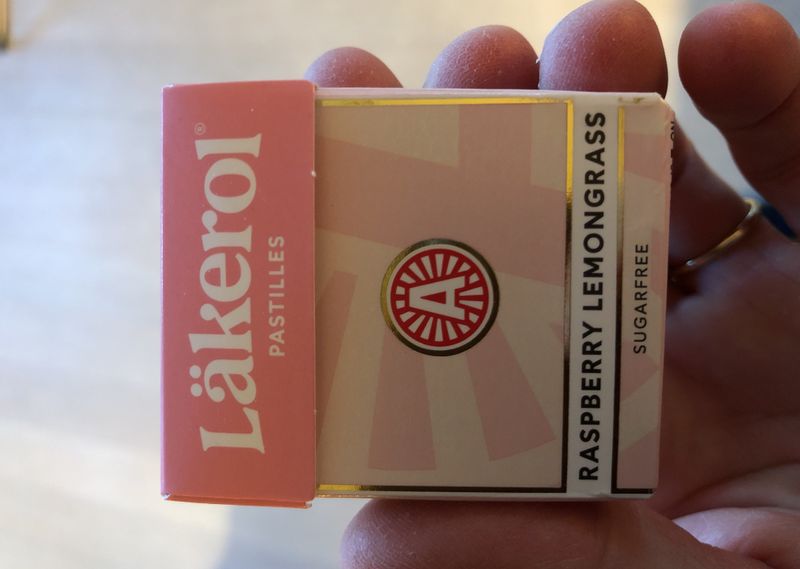 Läkerol®
PASTILLES
A
RASPBERRY LEMONGRASS
SUGARFREE